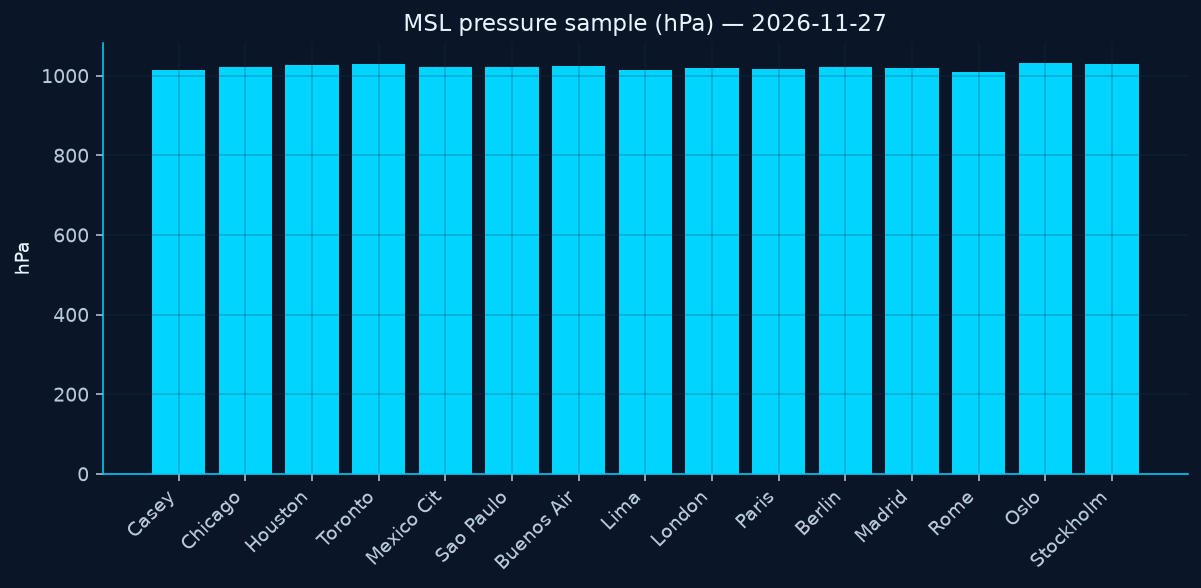 MSL pressure sample (hPa) — 2026-11-27
hPa
1000
800
600
400
200
0
Casey
Chicago
Houston
Toronto
Mexico Cit
Sao Paulo
Buenos Air
Lima
London
Paris
Berlin
Madrid
Rome
Oslo
Stockholm